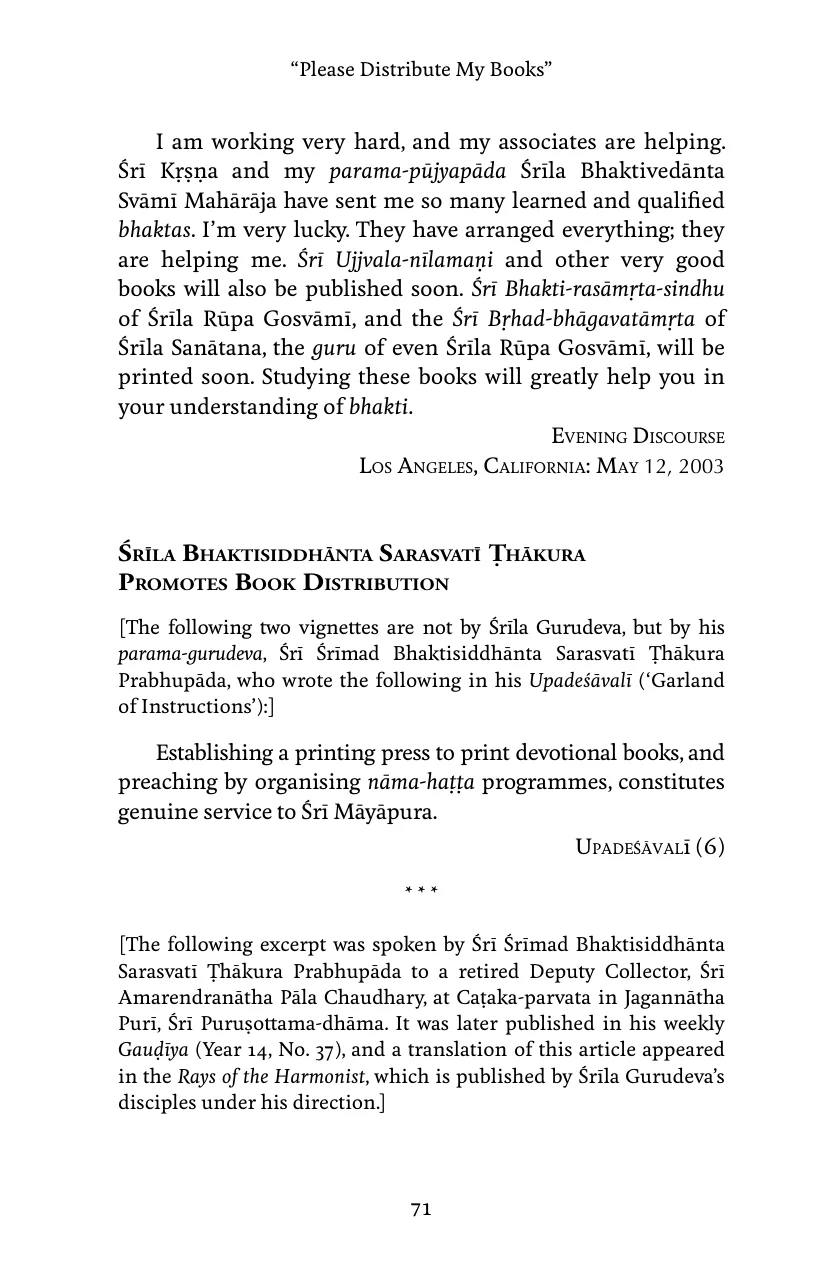 “Please Distribute My Books”
I am working very hard, and my associates are helping.
Śrī Kṛṣṇa and my parama-pūjyapāda Śrīla Bhaktivedānta
Svāmī Mahārāja have sent me so many learned and qualified
bhaktas. I’m very lucky. They have arranged everything; they
are helping me. Śrī Ujjvala-nīlamaṇi and other very good
books will also be published soon. Śrī Bhakti-rasāmṛta-sindhu
of Śrīla Rūpa Gosvāmī, and the Śrī Bṛhad-bhāgavatāmṛta of
Śrīla Sanātana, the guru of even Śrīla Rūpa Gosvāmī, will be
printed soon. Studying these books will greatly help you in
your understanding of bhakti.
Evening Discourse
Los Angeles, California: May 12, 2003
Śrīla Bhaktisiddhānta Sarasvatī Ṭhākura
Promotes Book Distribution
[The following two vignettes are not by Śrīla Gurudeva, but by his
parama-gurudeva, Śrī Śrīmad Bhaktisiddhānta Sarasvatī Ṭhākura
Prabhupāda, who wrote the following in his Upadeśāvalī (‘Garland
of Instructions’):]
Establishing a printing press to print devotional books, and
preaching by organising nāma-haṭṭa programmes, constitutes
genuine service to Śrī Māyāpura.
Upadeśāvalī (6)
* * *
[The following excerpt was spoken by Śrī Śrīmad Bhaktisiddhānta
Sarasvatī Ṭhākura Prabhupāda to a retired Deputy Collector, Śrī
Amarendranātha Pāla Chaudhary, at Caṭaka-parvata in Jagannātha
Purī, Śrī Puruṣottama-dhāma. It was later published in his weekly
Gauḍīya (Year 14, No. 37), and a translation of this article appeared
in the Rays of the Harmonist, which is published by Śrīla Gurudeva’s
disciples under his direction.]
71